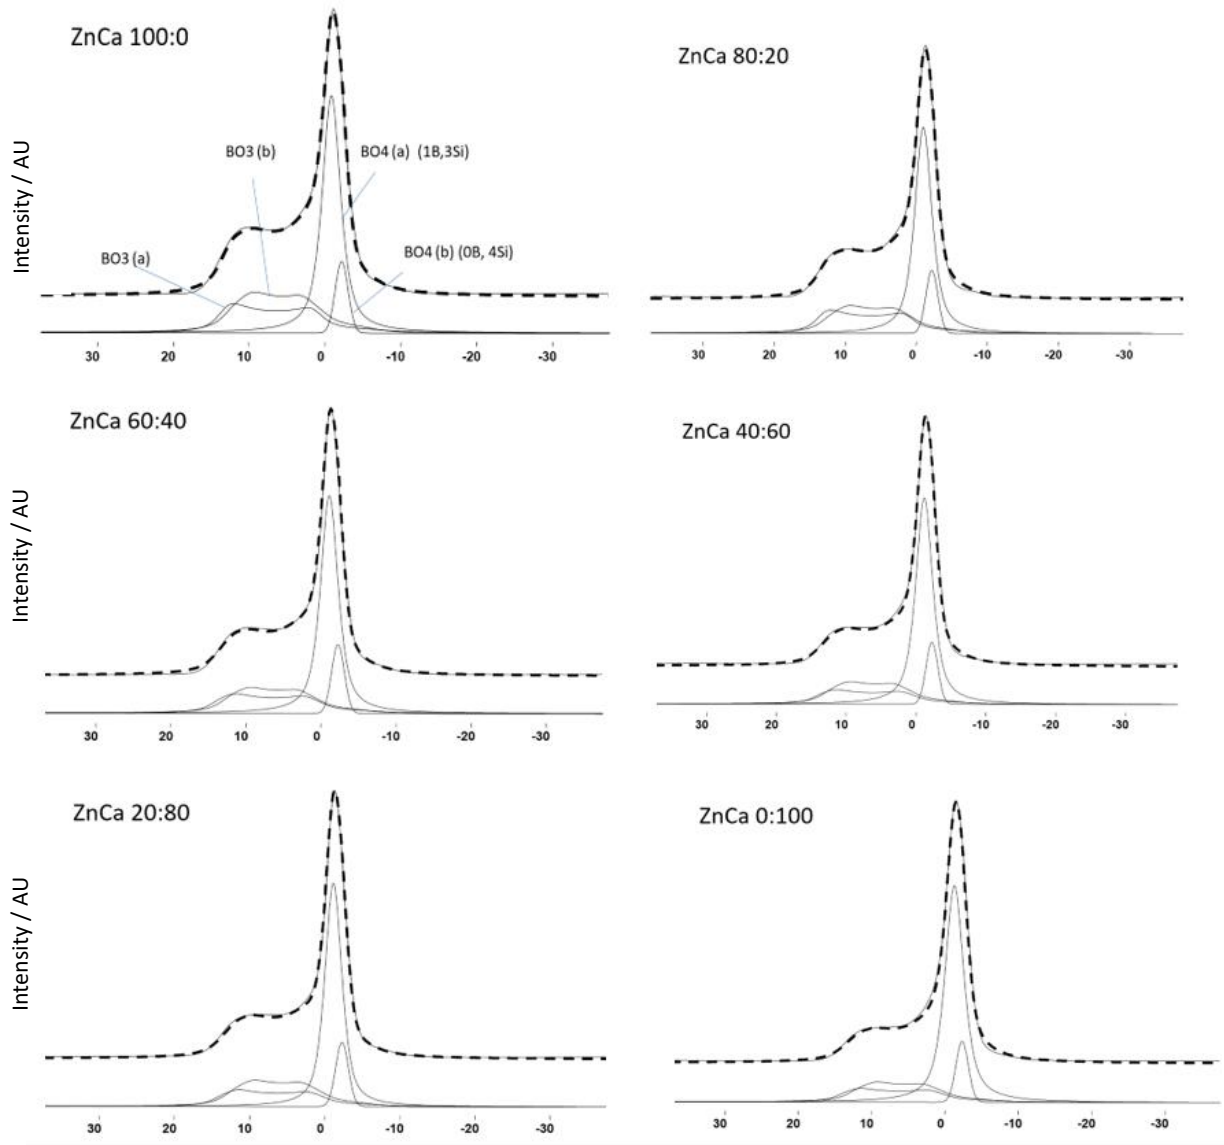 ZnCa 100:0
ZnCa 80:20
Intensity / AU
BO3 (b)
BO4 (a) (1B,3Si)
BO3 (a)
BO4 (b) (0B, 4Si)
30 20 10 0 -10 -20 -30
30 20 10 0 -10 -20 -30
ZnCa 60:40
ZnCa 40:60
Intensity / AU
30 20 10 0 -10 -20 -30
30 20 10 0 -10 -20 -30
ZnCa 20:80
ZnCa 0:100
Intensity / AU
30 20 10 0 -10 -20 -30
30 20 10 0 -10 -20 -30